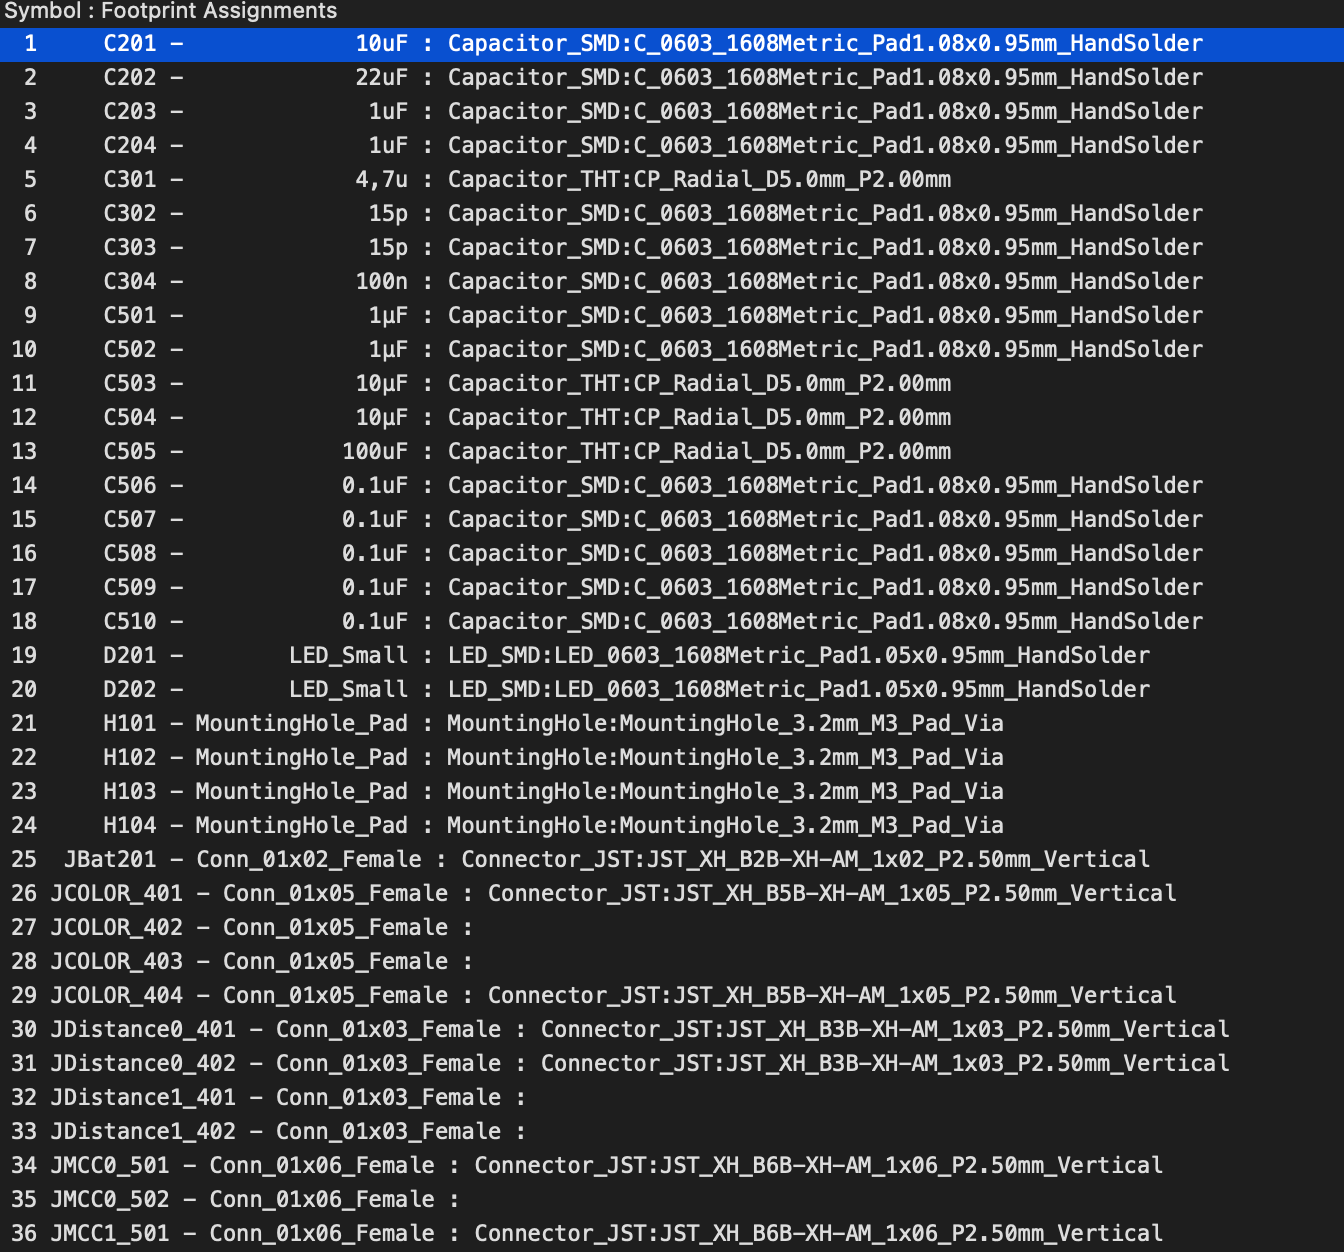 Symbol : Footprint Assignments
1 C201 - 10uF : Capacitor_SMD:C_0603_1608Metric_Pad1.08x0.95mm_HandSolder
2 C202 - 22uF : Capacitor_SMD:C_0603_1608Metric_Pad1.08x0.95mm_HandSolder
3 C203 - 1uF : Capacitor_SMD:C_0603_1608Metric_Pad1.08x0.95mm_HandSolder
4 C204 - 1uF : Capacitor_SMD:C_0603_1608Metric_Pad1.08x0.95mm_HandSolder
5 C301 - 4,7u : Capacitor_THT:CP_Radial_D5.0mm_P2.00mm
6 C302 - 15p : Capacitor_SMD:C_0603_1608Metric_Pad1.08x0.95mm_HandSolder
7 C303 - 15p : Capacitor_SMD:C_0603_1608Metric_Pad1.08x0.95mm_HandSolder
8 C304 - 100n : Capacitor_SMD:C_0603_1608Metric_Pad1.08x0.95mm_HandSolder
9 C501 - 1µF : Capacitor_SMD:C_0603_1608Metric_Pad1.08x0.95mm_HandSolder
10 C502 - 1µF : Capacitor_SMD:C_0603_1608Metric_Pad1.08x0.95mm_HandSolder
11 C503 - 10µF : Capacitor_THT:CP_Radial_D5.0mm_P2.00mm
12 C504 - 10µF : Capacitor_THT:CP_Radial_D5.0mm_P2.00mm
13 C505 - 100uF : Capacitor_THT:CP_Radial_D5.0mm_P2.00mm
14 C506 - 0.1uF : Capacitor_SMD:C_0603_1608Metric_Pad1.08x0.95mm_HandSolder
15 C507 - 0.1uF : Capacitor_SMD:C_0603_1608Metric_Pad1.08x0.95mm_HandSolder
16 C508 - 0.1uF : Capacitor_SMD:C_0603_1608Metric_Pad1.08x0.95mm_HandSolder
17 C509 - 0.1uF : Capacitor_SMD:C_0603_1608Metric_Pad1.08x0.95mm_HandSolder
18 C510 - 0.1uF : Capacitor_SMD:C_0603_1608Metric_Pad1.08x0.95mm_HandSolder
19 D201 - LED_Small : LED_SMD:LED_0603_1608Metric_Pad1.05x0.95mm_HandSolder
20 D202 - LED_Small : LED_SMD:LED_0603_1608Metric_Pad1.05x0.95mm_HandSolder
21 H101 - MountingHole_Pad : MountingHole:MountingHole_3.2mm_M3_Pad_Via
22 H102 - MountingHole_Pad : MountingHole:MountingHole_3.2mm_M3_Pad_Via
23 H103 - MountingHole_Pad : MountingHole:MountingHole_3.2mm_M3_Pad_Via
24 H104 - MountingHole_Pad : MountingHole:MountingHole_3.2mm_M3_Pad_Via
25 JBat201 - Conn_01x02_Female : Connector_JST:JST_XH_B2B-XH-AM_1x02_P2.50mm_Vertical
26 JCOLOR_401 - Conn_01x05_Female : Connector_JST:JST_XH_B5B-XH-AM_1x05_P2.50mm_Vertical
27 JCOLOR_402 - Conn_01x05_Female :
28 JCOLOR_403 - Conn_01x05_Female :
29 JCOLOR_404 - Conn_01x05_Female : Connector_JST:JST_XH_B5B-XH-AM_1x05_P2.50mm_Vertical
30 JDistance0_401 - Conn_01x03_Female : Connector_JST:JST_XH_B3B-XH-AM_1x03_P2.50mm_Vertical
31 JDistance0_402 - Conn_01x03_Female : Connector_JST:JST_XH_B3B-XH-AM_1x03_P2.50mm_Vertical
32 JDistance1_401 - Conn_01x03_Female :
33 JDistance1_402 - Conn_01x03_Female :
34 JMCC0_501 - Conn_01x06_Female : Connector_JST:JST_XH_B6B-XH-AM_1x06_P2.50mm_Vertical
35 JMCC0_502 - Conn_01x06_Female :
36 JMCC1_501 - Conn_01x06_Female : Connector_JST:JST_XH_B6B-XH-AM_1x06_P2.50mm_Vertical